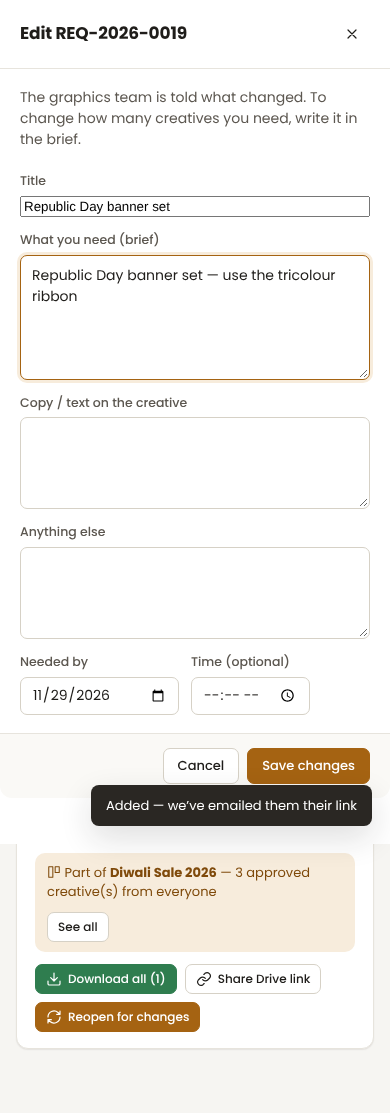 Edit REQ-2026-0019
The graphics team is told what changed. To
change how many creatives you need, write it in
the brief.
Title
Republic Day banner set
What you need (brief)
Republic Day banner set — use the tricolour
ribbon
Copy / text on the creative
Anything else
Needed by
Time (optional)
11/29/2026
--:-- --
Cancel
Save changes
Added — we’ve emailed them their link
Part of Diwali Sale 2026 — 3 approved
creative(s) from everyone
See all
Download all (1)
Share Drive link
Reopen for changes